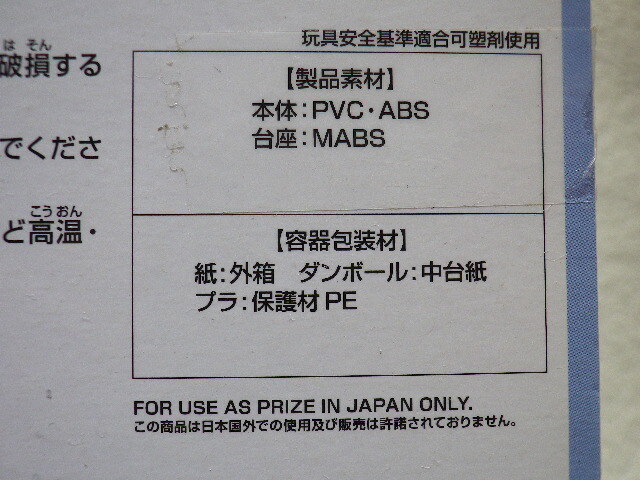 玩具安全基準適合可塑剤使用
はそん
破損する
でくださ
こうおん
ど高温・
【製品素材】
本体：PVC・ABS
台座：MABS
【容器包装材】
紙：外箱　ダンボール：中台紙
プラ：保護材 PE
FOR USE AS PRIZE IN JAPAN ONLY.
この商品は日本国外での使用及び販売は許諾されておりません。